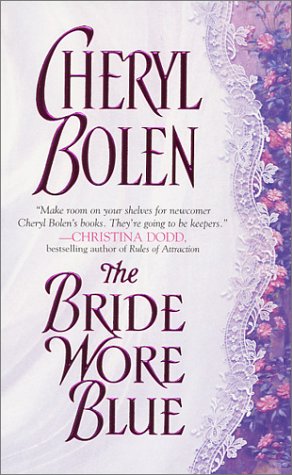 CHERYL
BOLEN
"Make room on your shelves for newcomer
Cheryl Bolen's books. They're going to be keepers."
—CHRISTINA DODD,
bestselling author of Rules of Attraction
The
BRIDE
WORE
BLUE